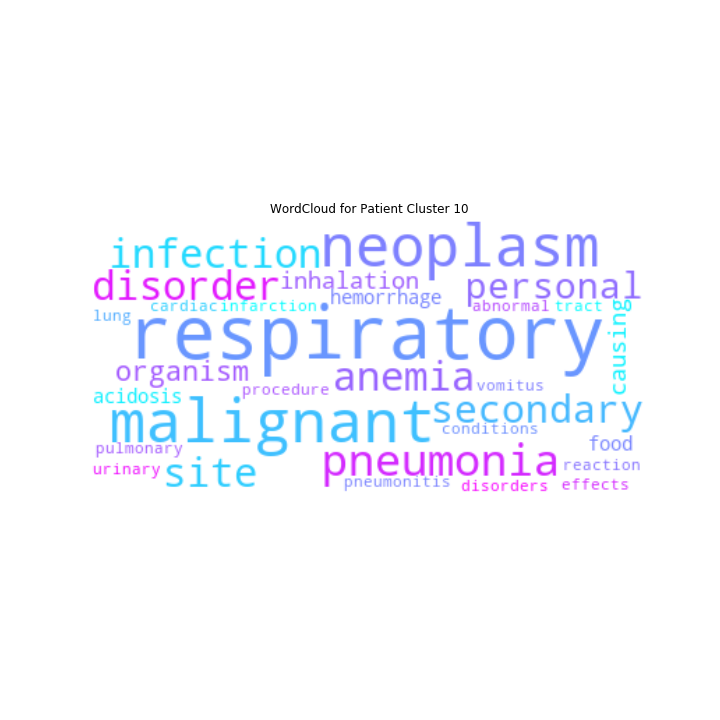 WordCloud for Patient Cluster 10
infection neoplasm
disorder inhalation personal
hemorrhage
cardiac infarction abnormal tract
lung respiratory causing
organism anemia
procedure vomitus
acidosis malignant secondary
conditions
pulmonary pneumonia food
urinary site reaction
pneumonitis disorders effects